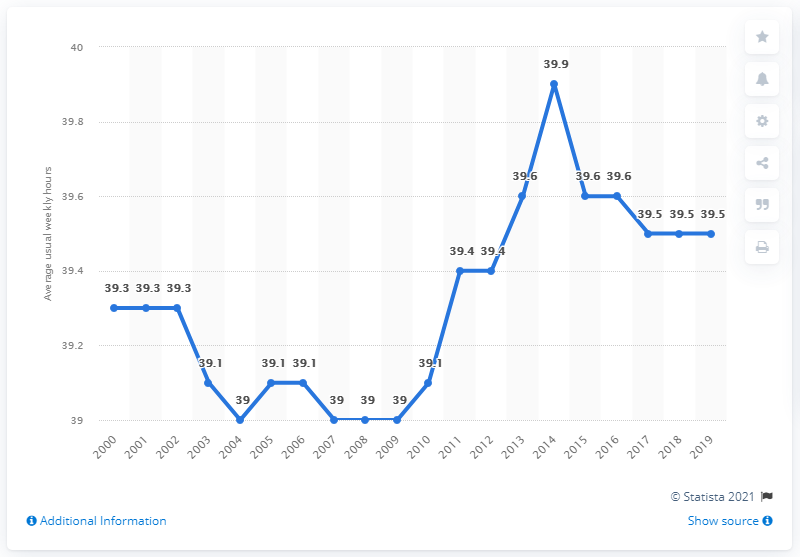 40
39.8
39.6
39.4
39.2
39
Average usual weekly hours
39.3 39.3 39.3 39.1 39 39.1 39.1 39 39 39 39.1 39.4 39.4 39.6 39.9 39.6 39.6 39.5 39.5 39.5
2000 2001 2002 2003 2004 2005 2006 2007 2008 2009 2010 2011 2012 2013 2014 2015 2016 2017 2018 2019
© Statista 2021
Additional Information
Show source